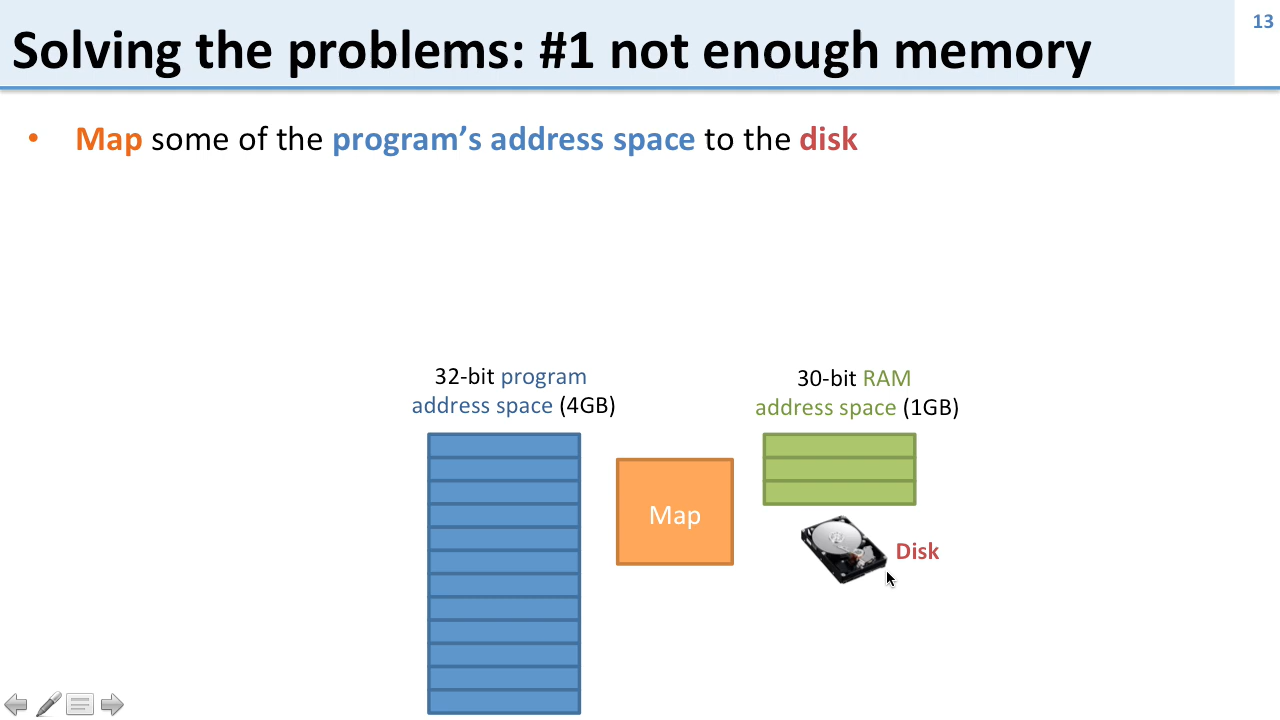 Solving the problems: #1 not enough memory
13
• Map some of the program’s address space to the disk
32-bit program
address space (4GB)
30-bit RAM
address space (1GB)
Map
Disk